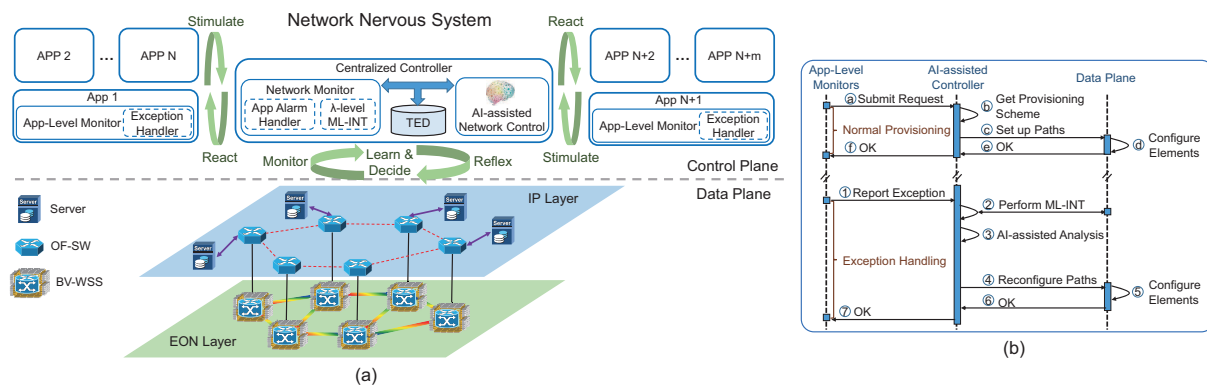 Network Nervous System
Stimulate
React
APP 2
...
APP N
APP N+2
...
APP N+m
Centralized Controller
Network Monitor
App Alarm
Handler
λ-level
ML-INT
TED
AI-assisted
Network Control
App 1
App-Level Monitor
Exception
Handler
App N+1
App-Level Monitor
Exception
Handler
React
Stimulate
Monitor
Learn &
Decide
Reflex
Control Plane
Data Plane
Server
OF-SW
BV-WSS
IP Layer
Server
Server
Server
Server
Server
EON Layer
(a)
App-Level
Monitors
AI-assisted
Controller
Data Plane
ⓐ Submit Request
ⓑ Get Provisioning
Scheme
Normal Provisioning
ⓒ Set up Paths
ⓓ Configure
Elements
ⓔ OK
ⓕ OK
① Report Exception
② Perform ML-INT
③ AI-assisted Analysis
Exception Handling
④ Reconfigure Paths
⑤ Configure
Elements
⑥ OK
⑦ OK
(b)